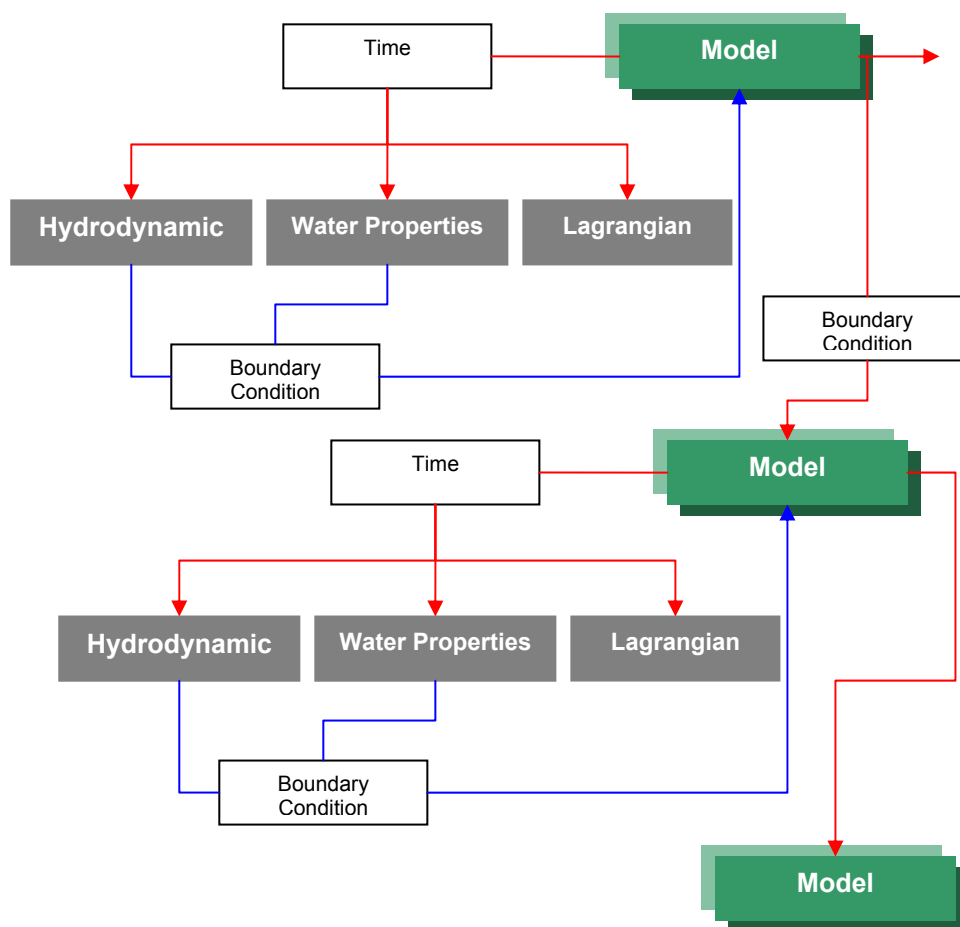 Time
Model
Hydrodynamic
Water Properties
Lagrangian
Boundary
Condition
Boundary
Condition
Time
Model
Hydrodynamic
Water Properties
Lagrangian
Boundary
Condition
Model